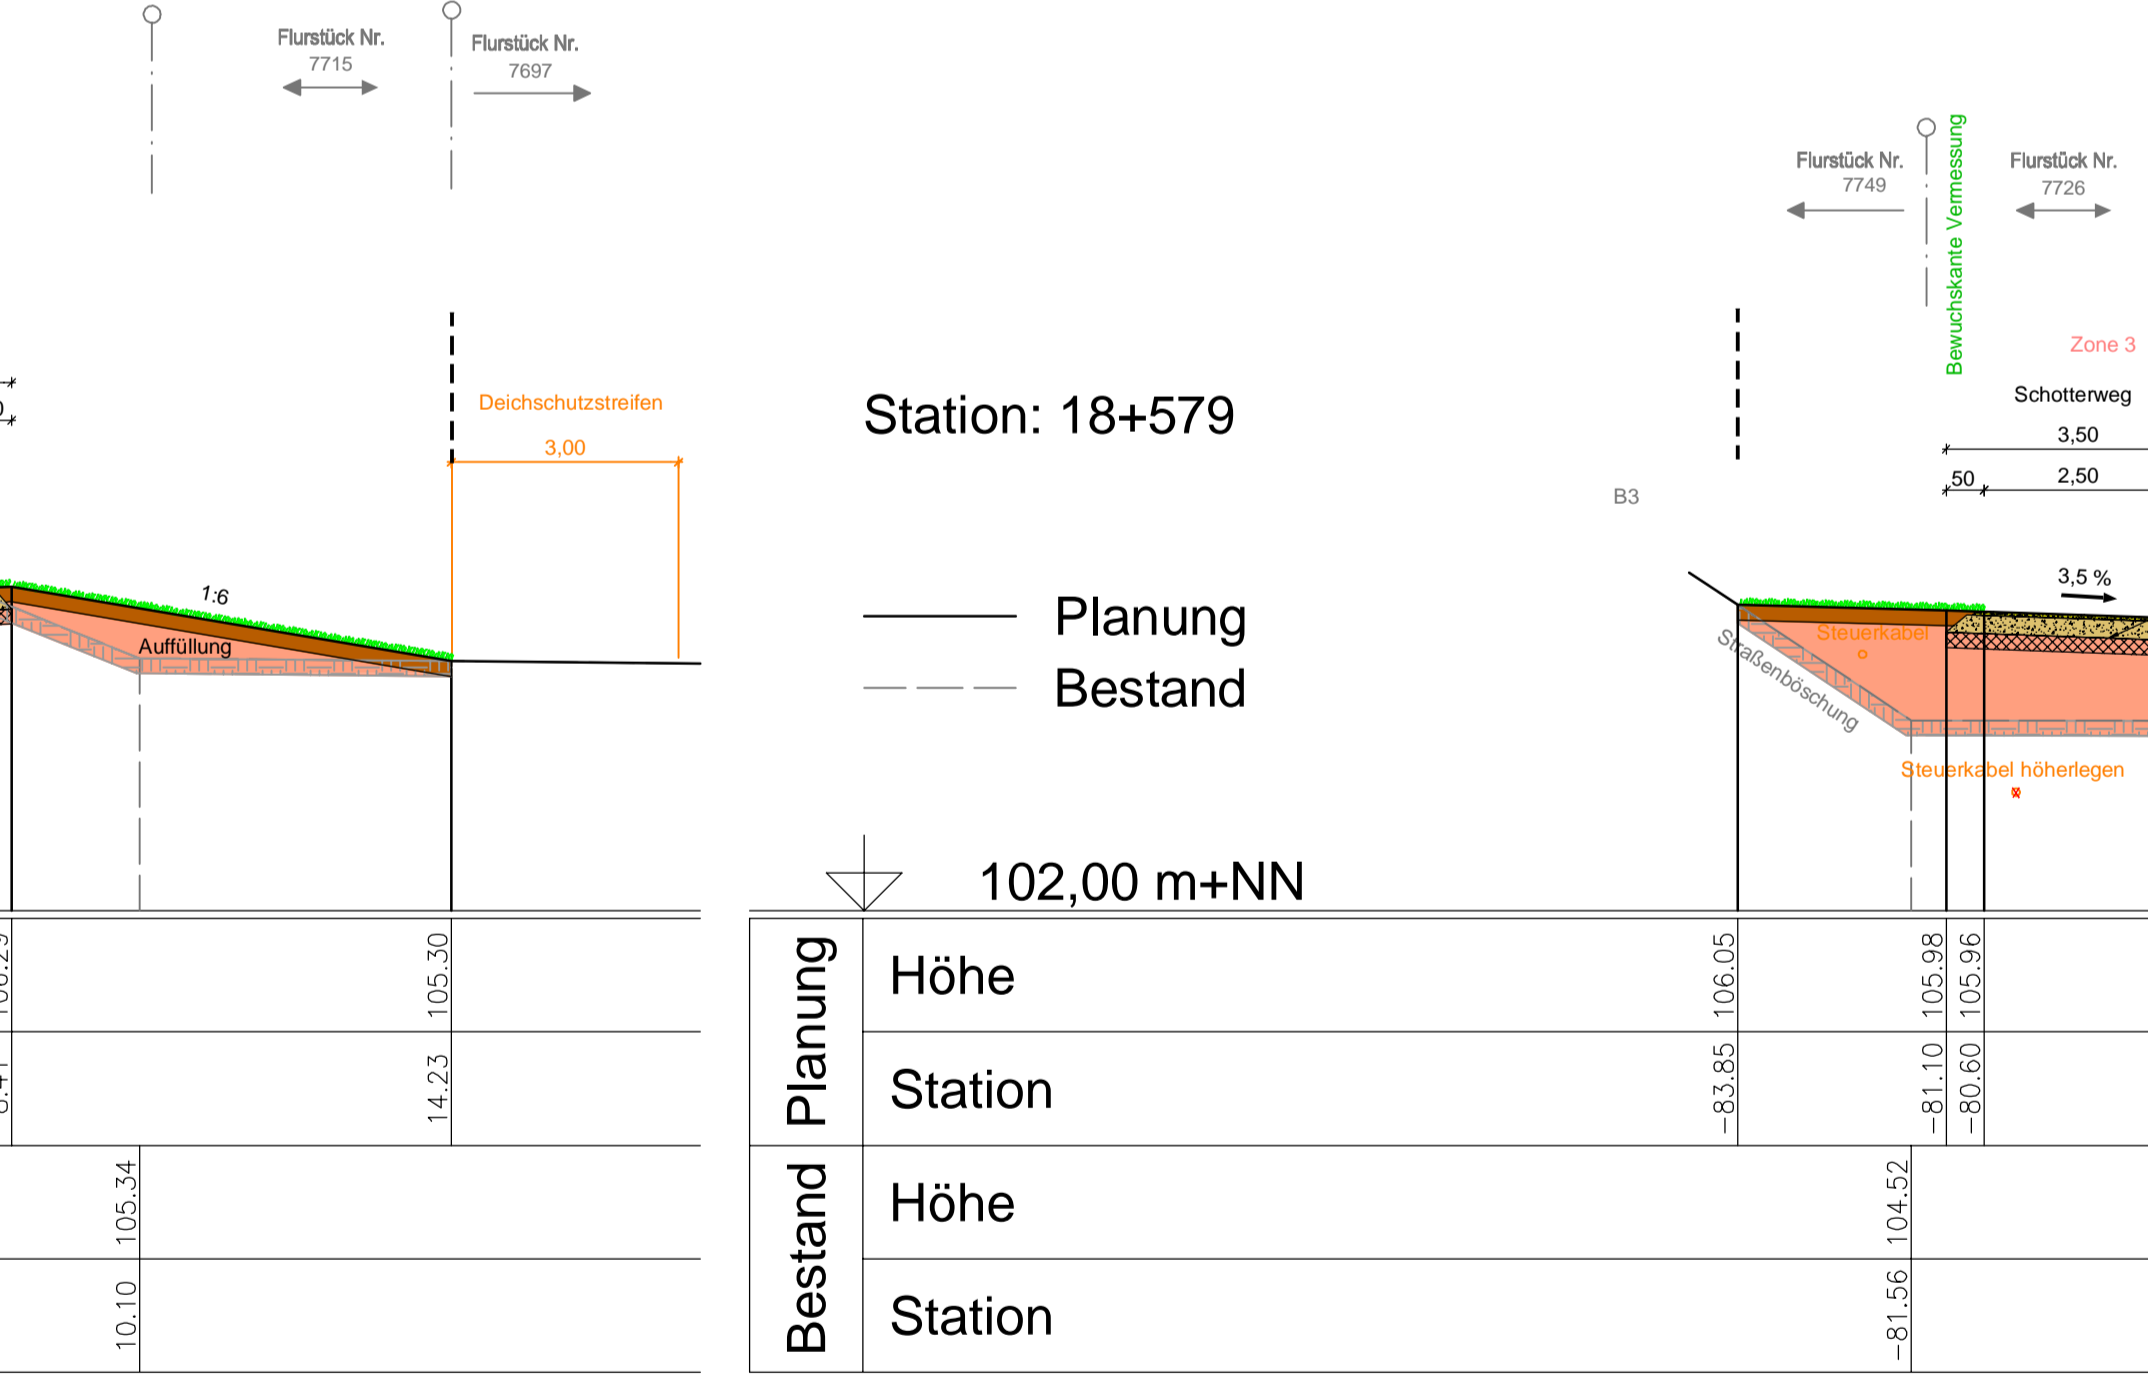 Flurstück Nr.
7715
Flurstück Nr.
7697
Deichschutzstreifen
3,00
1:6
Auffüllung
105.30
14.23
105.34
10.10
Station: 18+579
Planung
Bestand
102,00 m+NN
Planung
Höhe
Station
Bestand
Höhe
Station
Flurstück Nr.
7749
Bewuchskante Vermessung
Flurstück Nr.
7726
Zone 3
Schotterweg
3,50
50
2,50
B3
3,5 %
Steuerkabel
Straßenböschung
Steuerkabel höherlegen
106.05
105.98
105.96
-83.85
-81.10
-80.60
104.52
-81.56